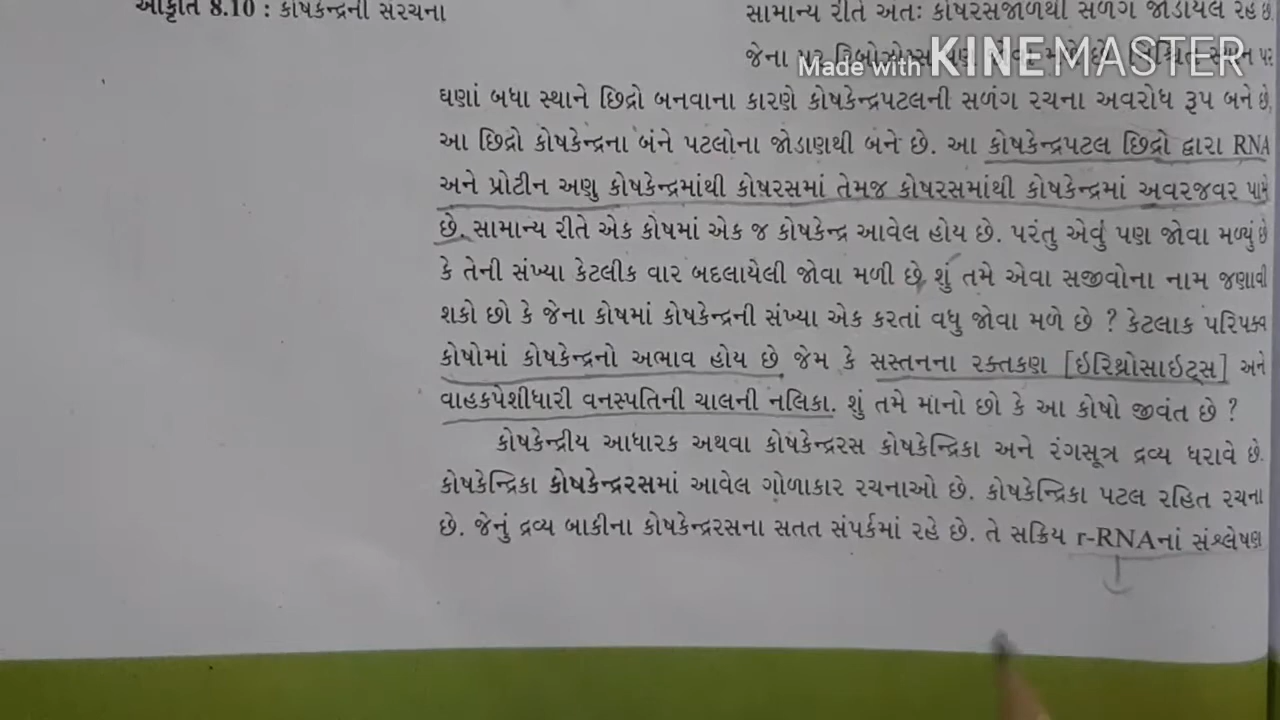 આકૃતિ 8.10 : કોષકેન્દ્રની સંરચના
સામાન્ય રીતે અંતઃ કોષરસજાળથી સળંગ જોડાયેલ રહે છે
Made with KINEMASTER
જેના પર
ઘણાં બધા સ્થાને છિદ્રો બનવાના કારણે કોષકેન્દ્રપટલની સળંગ રચના અવરોધ રૂપ બને છે.
આ છિદ્રો કોષકેન્દ્રના બંને પટલોના જોડાણથી બને છે. આ કોષકેન્દ્રપટલ છિદ્રો દ્વારા RNA
અને પ્રોટીન અણુ કોષકેન્દ્રમાંથી કોષરસમાં તેમજ કોષરસમાંથી કોષકેન્દ્રમાં અવરજવર પામે
છે. સામાન્ય રીતે એક કોષમાં એક જ કોષકેન્દ્ર આવેલ હોય છે. પરંતુ એવું પણ જોવા મળ્યું છે
કે તેની સંખ્યા કેટલીક વાર બદલાયેલી જોવા મળી છે, શું તમે એવા સજીવોના નામ જણાવી
શકો છો કે જેના કોષમાં કોષકેન્દ્રની સંખ્યા એક કરતાં વધુ જોવા મળે છે ? કેટલાક પરિપક્વ
કોષોમાં કોષકેન્દ્રનો અભાવ હોય છે જેમ કે સસ્તનના રક્તકણ [ઇરિથ્રોસાઇટ્સ] અને
વાહકપેશીધારી વનસ્પતિની ચાલની નલિકા. શું તમે માનો છો કે આ કોષો જીવંત છે ?
કોષકેન્દ્રીય આધારક અથવા કોષકેન્દ્રરસ કોષકેન્દ્રિકા અને રંગસૂત્ર દ્રવ્ય ધરાવે છે.
કોષકેન્દ્રિકા કોષકેન્દ્રરસમાં આવેલ ગોળાકાર રચનાઓ છે. કોષકેન્દ્રિકા પટલ રહિત રચના
છે. જેનું દ્રવ્ય બાકીના કોષકેન્દ્રરસના સતત સંપર્કમાં રહે છે. તે સક્રિય r-RNAનાં સંશ્લેષણ